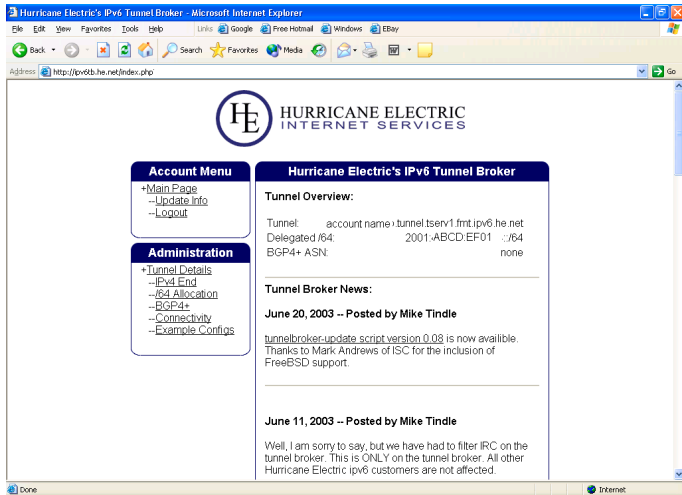 Hurricane Electric's IPv6 Tunnel Broker - Microsoft Internet Explorer
File Edit View Favorites Tools Help Links Google Free Hotmail Windows EBay
Back Search Favorites Media
Address http://ipv6tb.he.net/index.php Go
HE HURRICANE ELECTRIC
INTERNET SERVICES
Account Menu
+Main Page
--Update Info
--Logout
Administration
+Tunnel Details
--IPv4 End
--/64 Allocation
--BGP4+
--Connectivity
--Example Configs
Hurricane Electric's IPv6 Tunnel Broker
Tunnel Overview:
Tunnel: account name .tunnel.tserv1.fmt.ipv6.he.net
Delegated /64: 2001:ABCD:EF01 ::/64
BGP4+ ASN: none
Tunnel Broker News:
June 20, 2003 -- Posted by Mike Tindle
tunnelbroker-update script version 0.08 is now availible.
Thanks to Mark Andrews of ISC for the inclusion of
FreeBSD support.
June 11, 2003 -- Posted by Mike Tindle
Well, I am sorry to say, but we have had to filter IRC on the
tunnel broker. This is ONLY on the tunnel broker. All other
Hurricane Electric ipv6 customers are not affected.
Done Internet